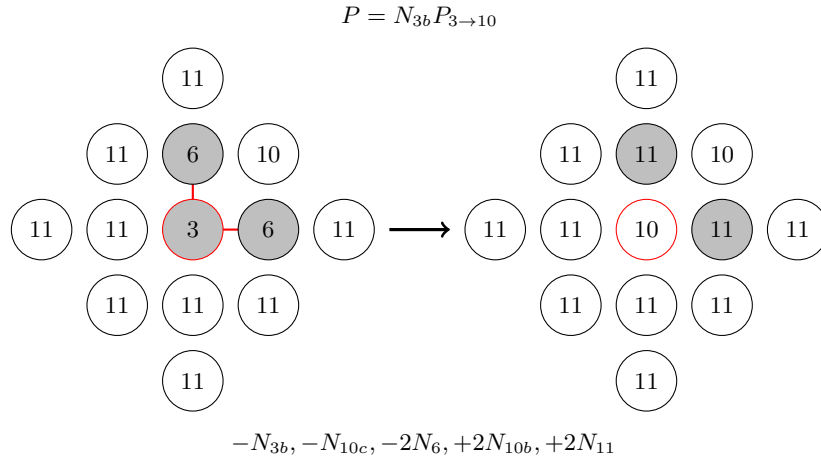 P = N_{3b}P_{3→10}
11 11
11 6 10 11 11 10
11 11 3 6 11 11 11 10 11 11
11 11 11 11 11 11
11 11
−N_{3b}, −N_{10c}, −2N_6, +2N_{10b}, +2N_{11}